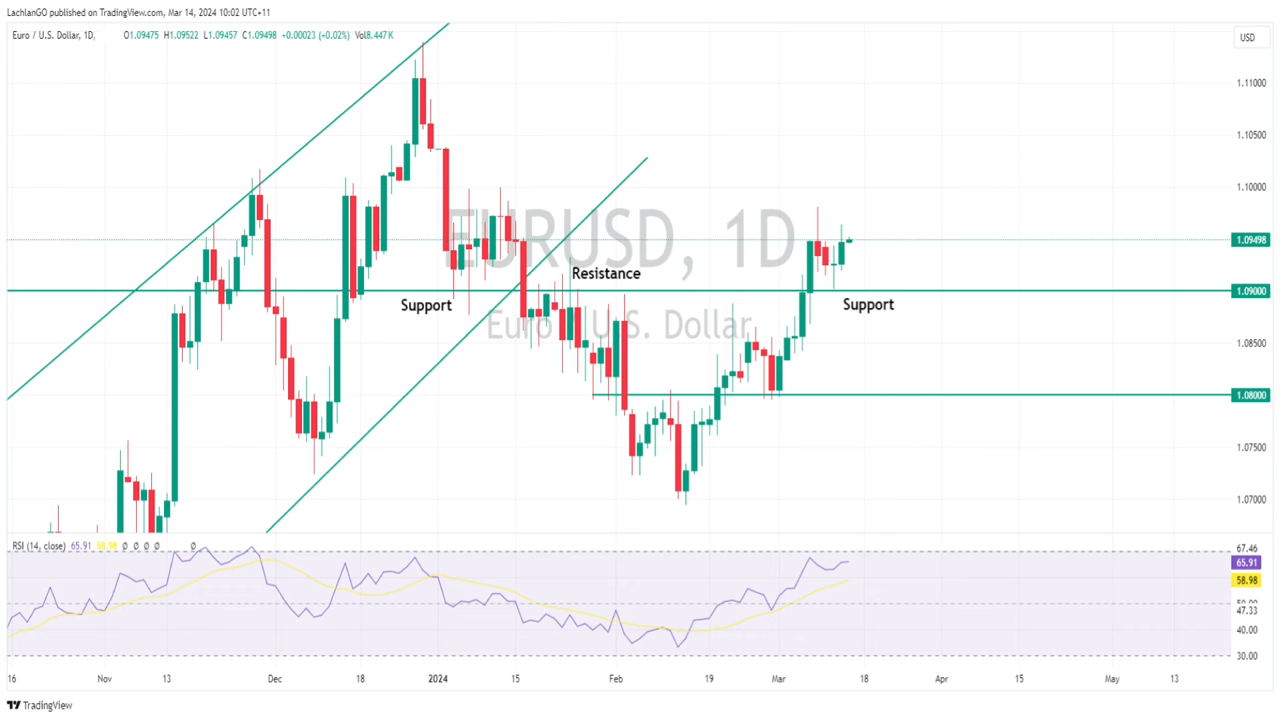 LachlanGO published on TradingView.com, Mar 14, 2024 10:02 UTC+11
Euro / U.S. Dollar, 1D, O1.09475 H1.09522 L1.09457 C1.09498 +0.00023 (+0.02%) Vol8.447 K
USD
1.11000
1.10500
1.10000
EURUSD, 1D
1.09498
Resistance
1.09000
Support
Support
Euro / U.S. Dollar
1.08500
1.08000
1.07500
1.07000
RSI (14, close) 65.91 58.98 Ø Ø Ø Ø Ø
67.46
65.91
58.98
50.00
47.33
40.00
30.00
16 Nov 13 Dec 18 2024 15 Feb 19 Mar 18 Apr 15 May 13
TradingView